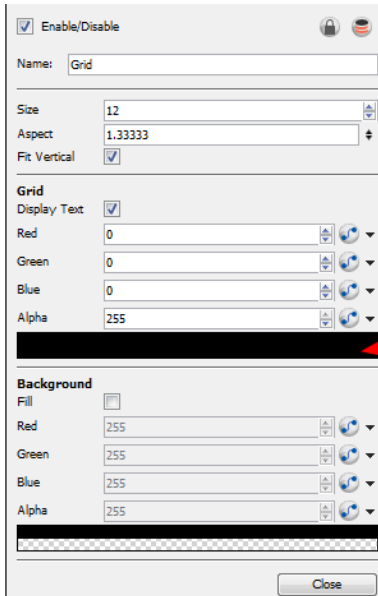 Enable/Disable
Name: Grid
Size 12
Aspect 1.33333
Fit Vertical
Grid
Display Text
Red 0
Green 0
Blue 0
Alpha 255
Background
Fill
Red 255
Green 255
Blue 255
Alpha 255
Close